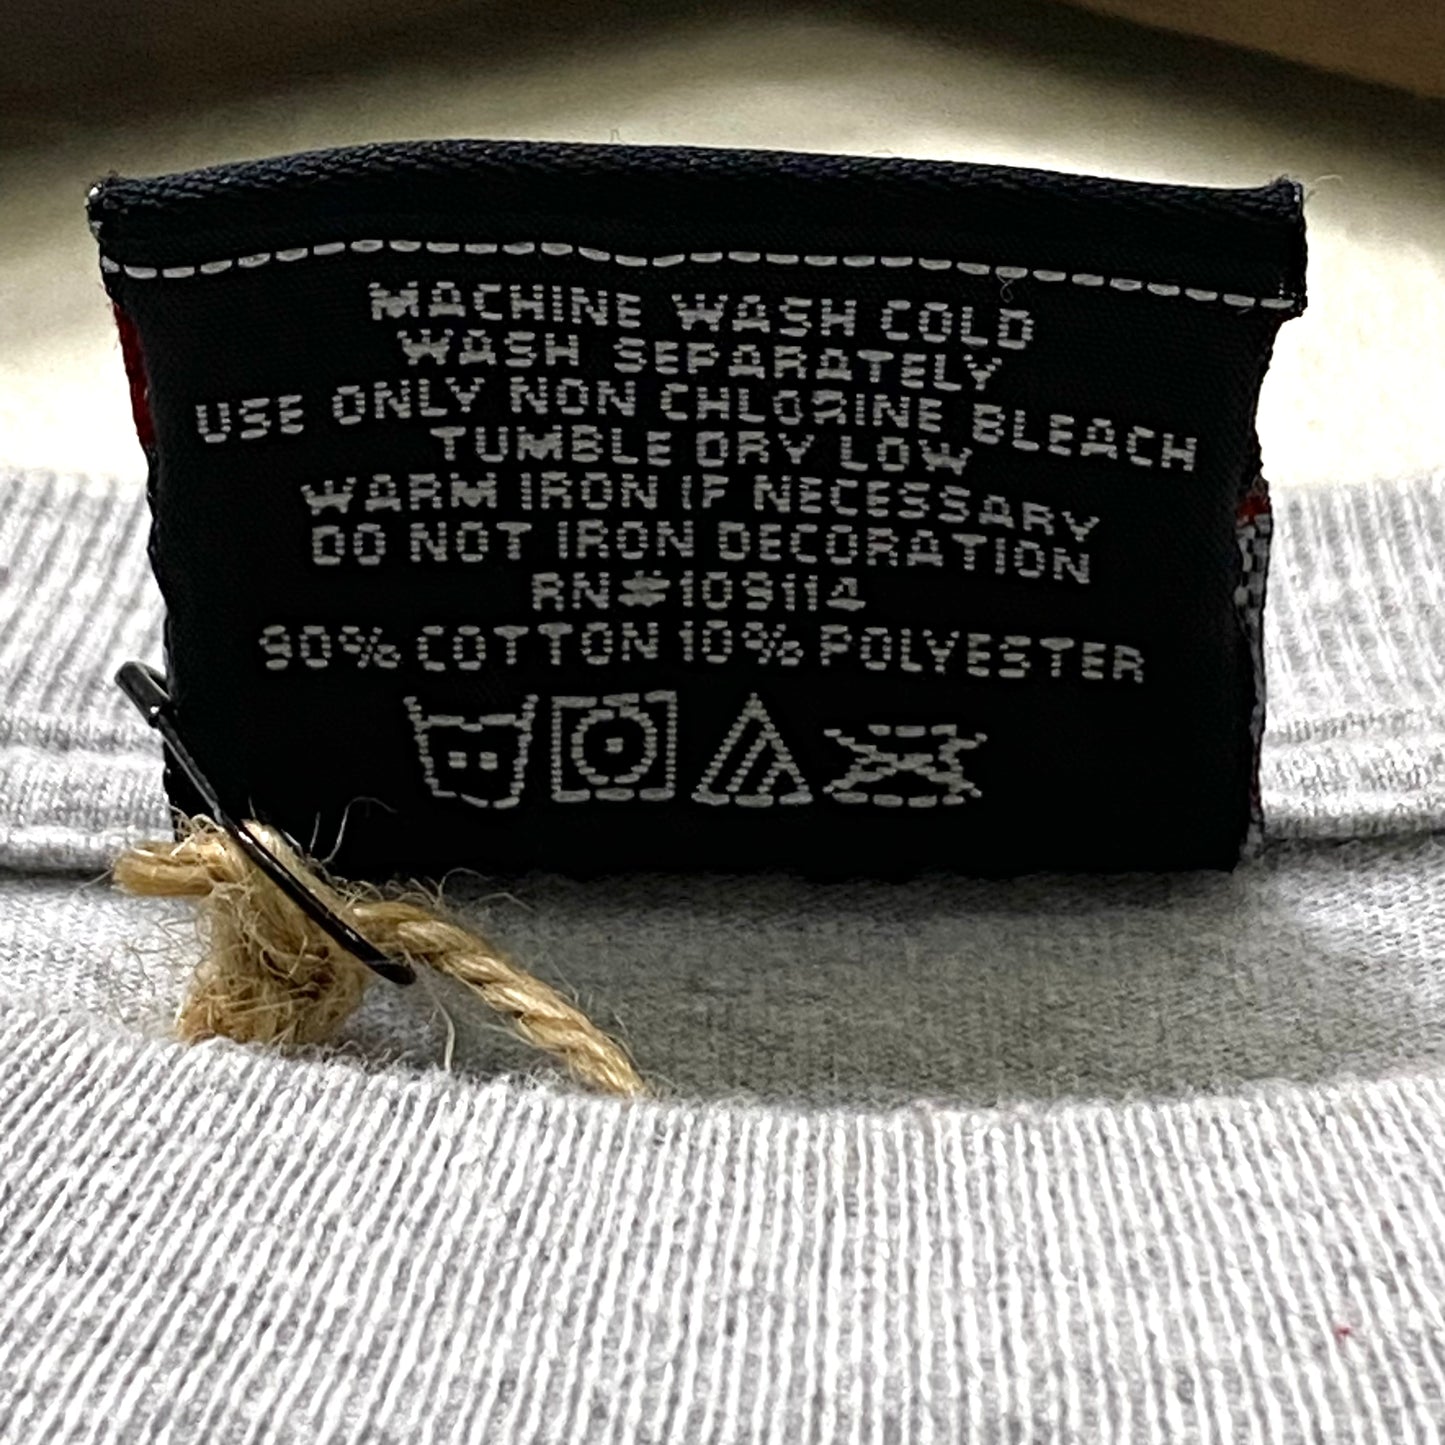 MACHINE WASH COLD
WASH SEPARATELY
USE ONLY NON CHLORINE BLEACH
TUMBLE DRY LOW
WARM IRON IF NECESSARY
DO NOT IRON DECORATION
RN#109114
90% COTTON 10% POLYESTER